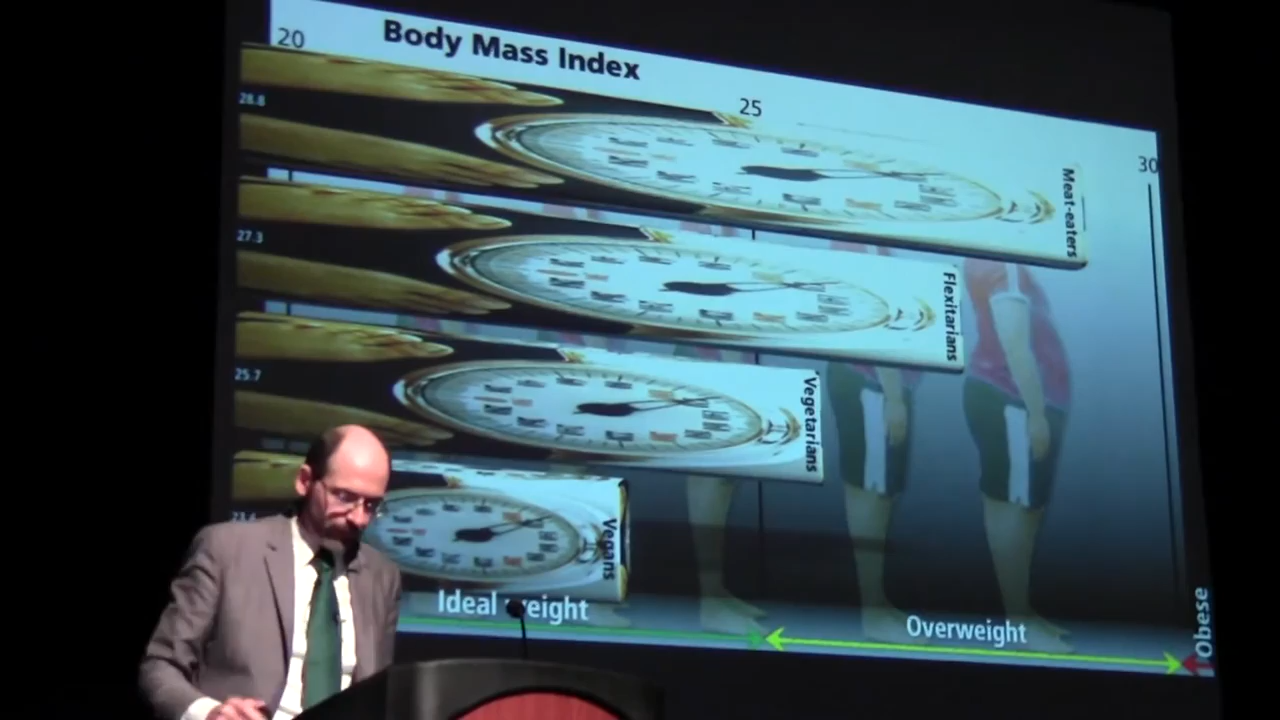 Body Mass Index
20
25
30
28.8
Meat-eaters
27.3
Flexitarians
25.7
Vegetarians
Vegans
Ideal weight
Overweight
Obese